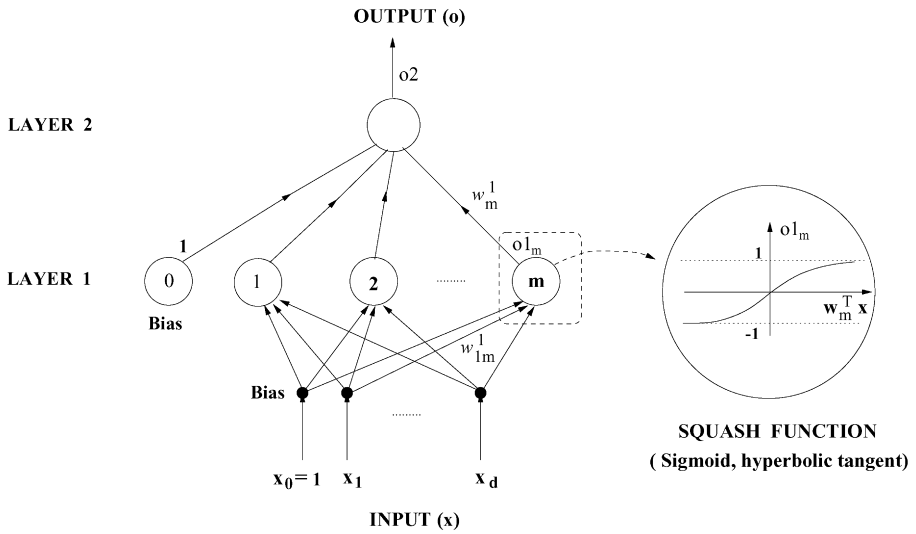 OUTPUT (o)
o2
LAYER 2
w_m^1
1
o1_m
LAYER 1
0
1
2
........
m
Bias
w_1m^1
Bias
........
x_0 = 1
x_1
x_d
INPUT (x)
o1_m
1
w_m^T x
-1
SQUASH FUNCTION
( Sigmoid, hyperbolic tangent)